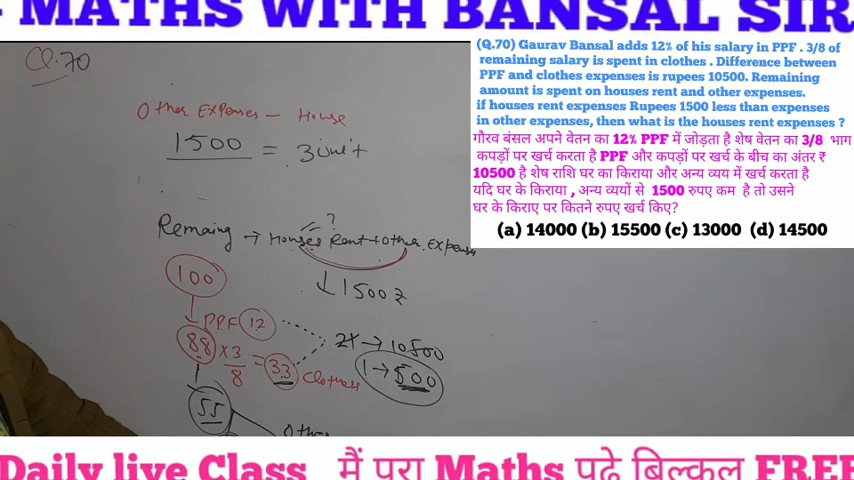 - MATHS WITH BANSAL SIR
Q.70
(Q.70) Gaurav Bansal adds 12% of his salary in PPF . 3/8 of
remaining salary is spent in clothes . Difference between
PPF and clothes expenses is rupees 10500. Remaining
amount is spent on houses rent and other expenses.
if houses rent expenses Rupees 1500 less than expenses
in other expenses, then what is the houses rent expenses ?
गौरव बंसल अपने वेतन का 12% PPF में जोड़ता है शेष वेतन का 3/8 भाग
कपड़ों पर खर्च करता है PPF और कपड़ों पर खर्च के बीच का अंतर ₹
10500 है शेष राशि घर का किराया और अन्य व्यय में खर्च करता है
यदि घर के किराया , अन्य व्ययों से 1500 रुपए कम है तो उसने
घर के किराए पर कितने रुपए खर्च किए?
(a) 14000 (b) 15500 (c) 13000 (d) 14500
Other Expenses - House
1500 = 3 unit
?
Remaing → Houses Rent + other Expenses
↓ 1500₹
100
PPF 12
88 × 3/8 = 33 Clothes
21 → 10500
1 → 500
55
Othe
Daily live Class में पूरा Maths पढ़े बिल्कुल FREE